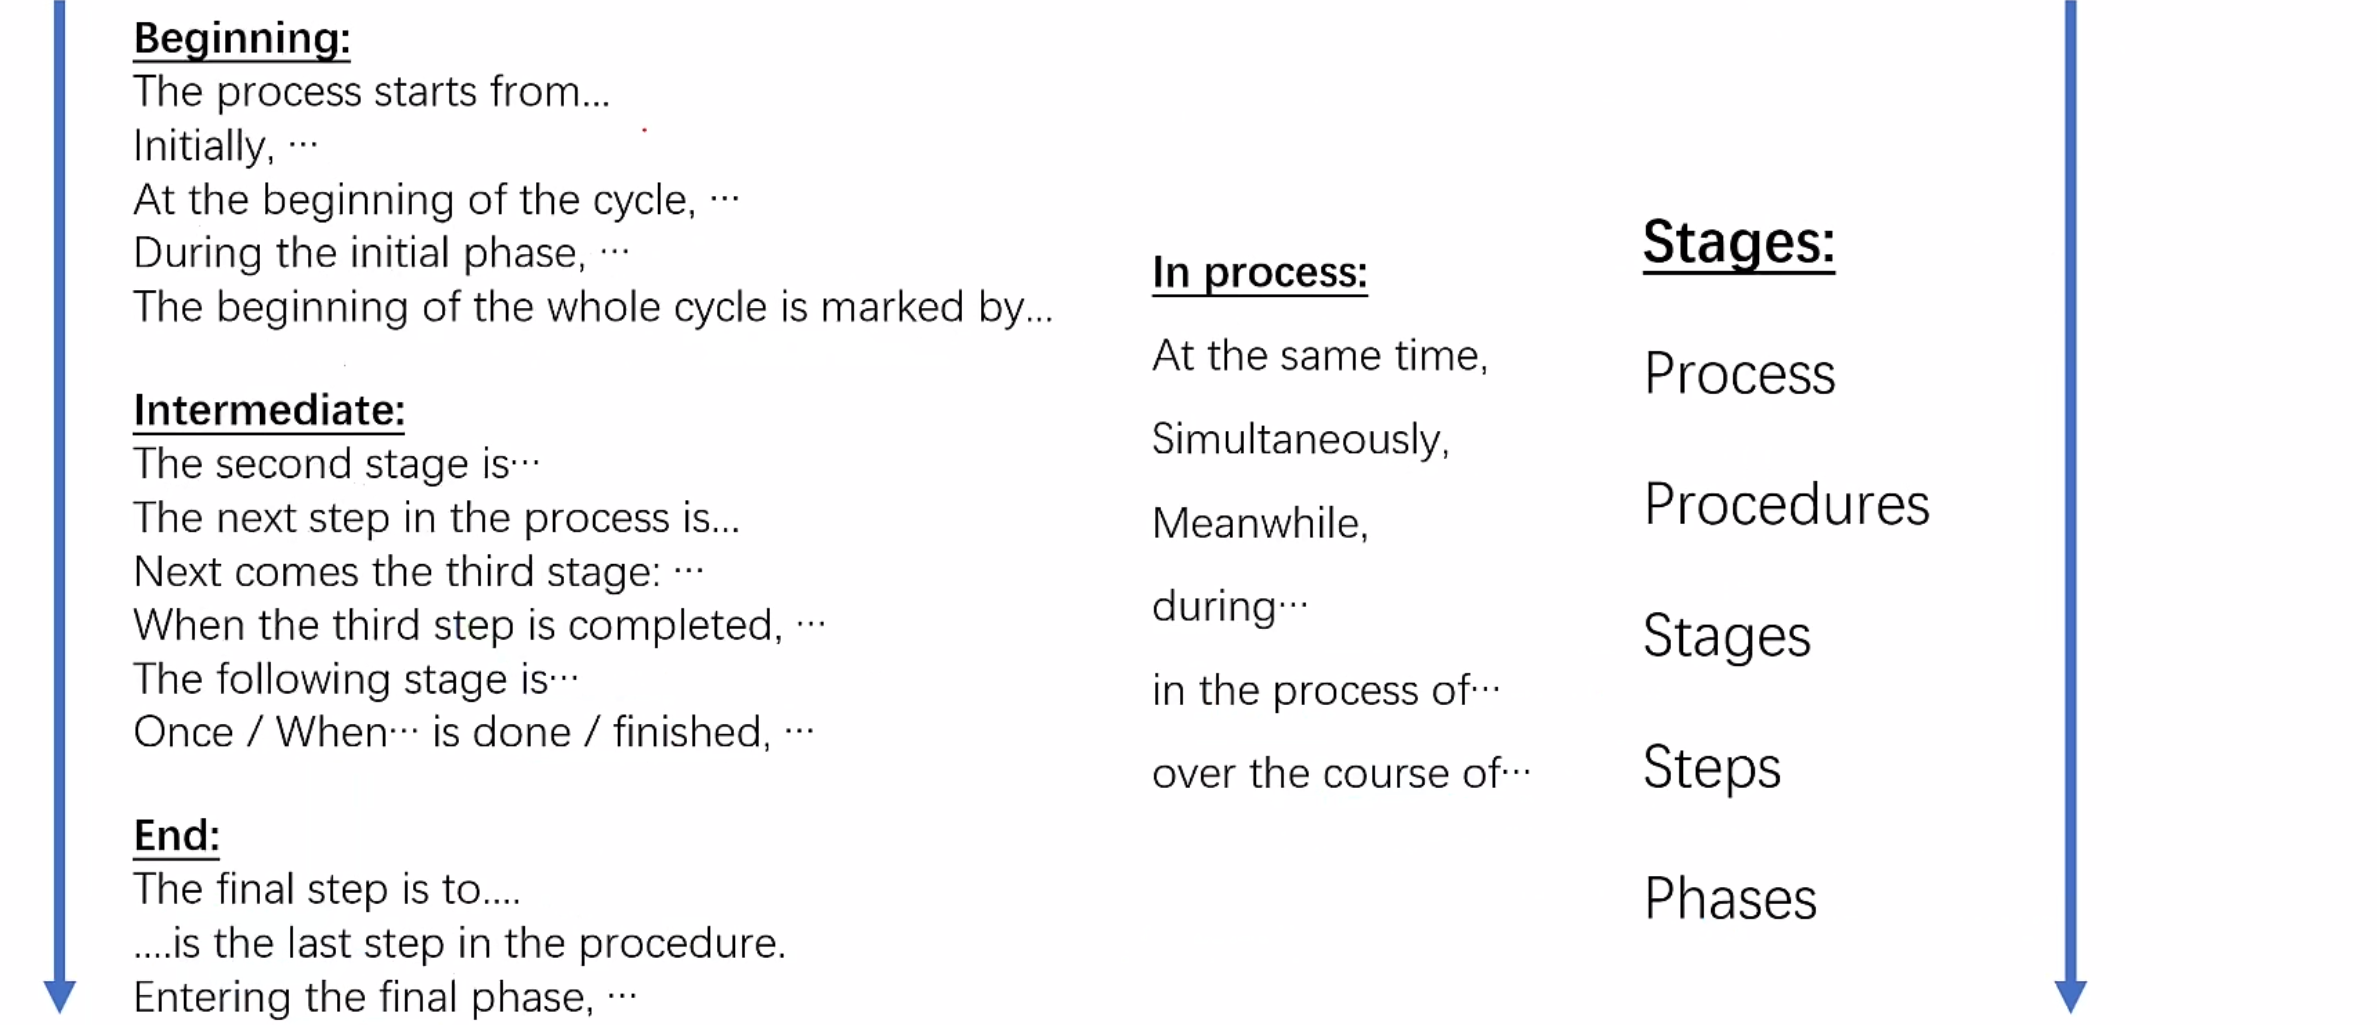 Beginning:
The process starts from...
Initially, ···
At the beginning of the cycle, ···
During the initial phase, ···
The beginning of the whole cycle is marked by...
Intermediate:
The second stage is···
The next step in the process is...
Next comes the third stage: ···
When the third step is completed, ···
The following stage is···
Once / When··· is done / finished, ···
End:
The final step is to....
....is the last step in the procedure.
Entering the final phase, ···
In process:
At the same time,
Simultaneously,
Meanwhile,
during···
in the process of···
over the course of···
Stages:
Process
Procedures
Stages
Steps
Phases